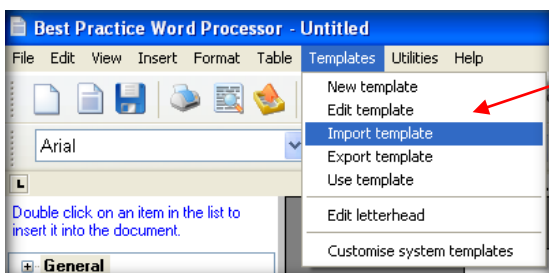 Best Practice Word Processor - Untitled
File Edit View Insert Format Table Templates Utilities Help
New template
Edit template
Import template
Export template
Use template
Edit letterhead
Customise system templates
Arial
L
Double click on an item in the list to
insert it into the document.
General